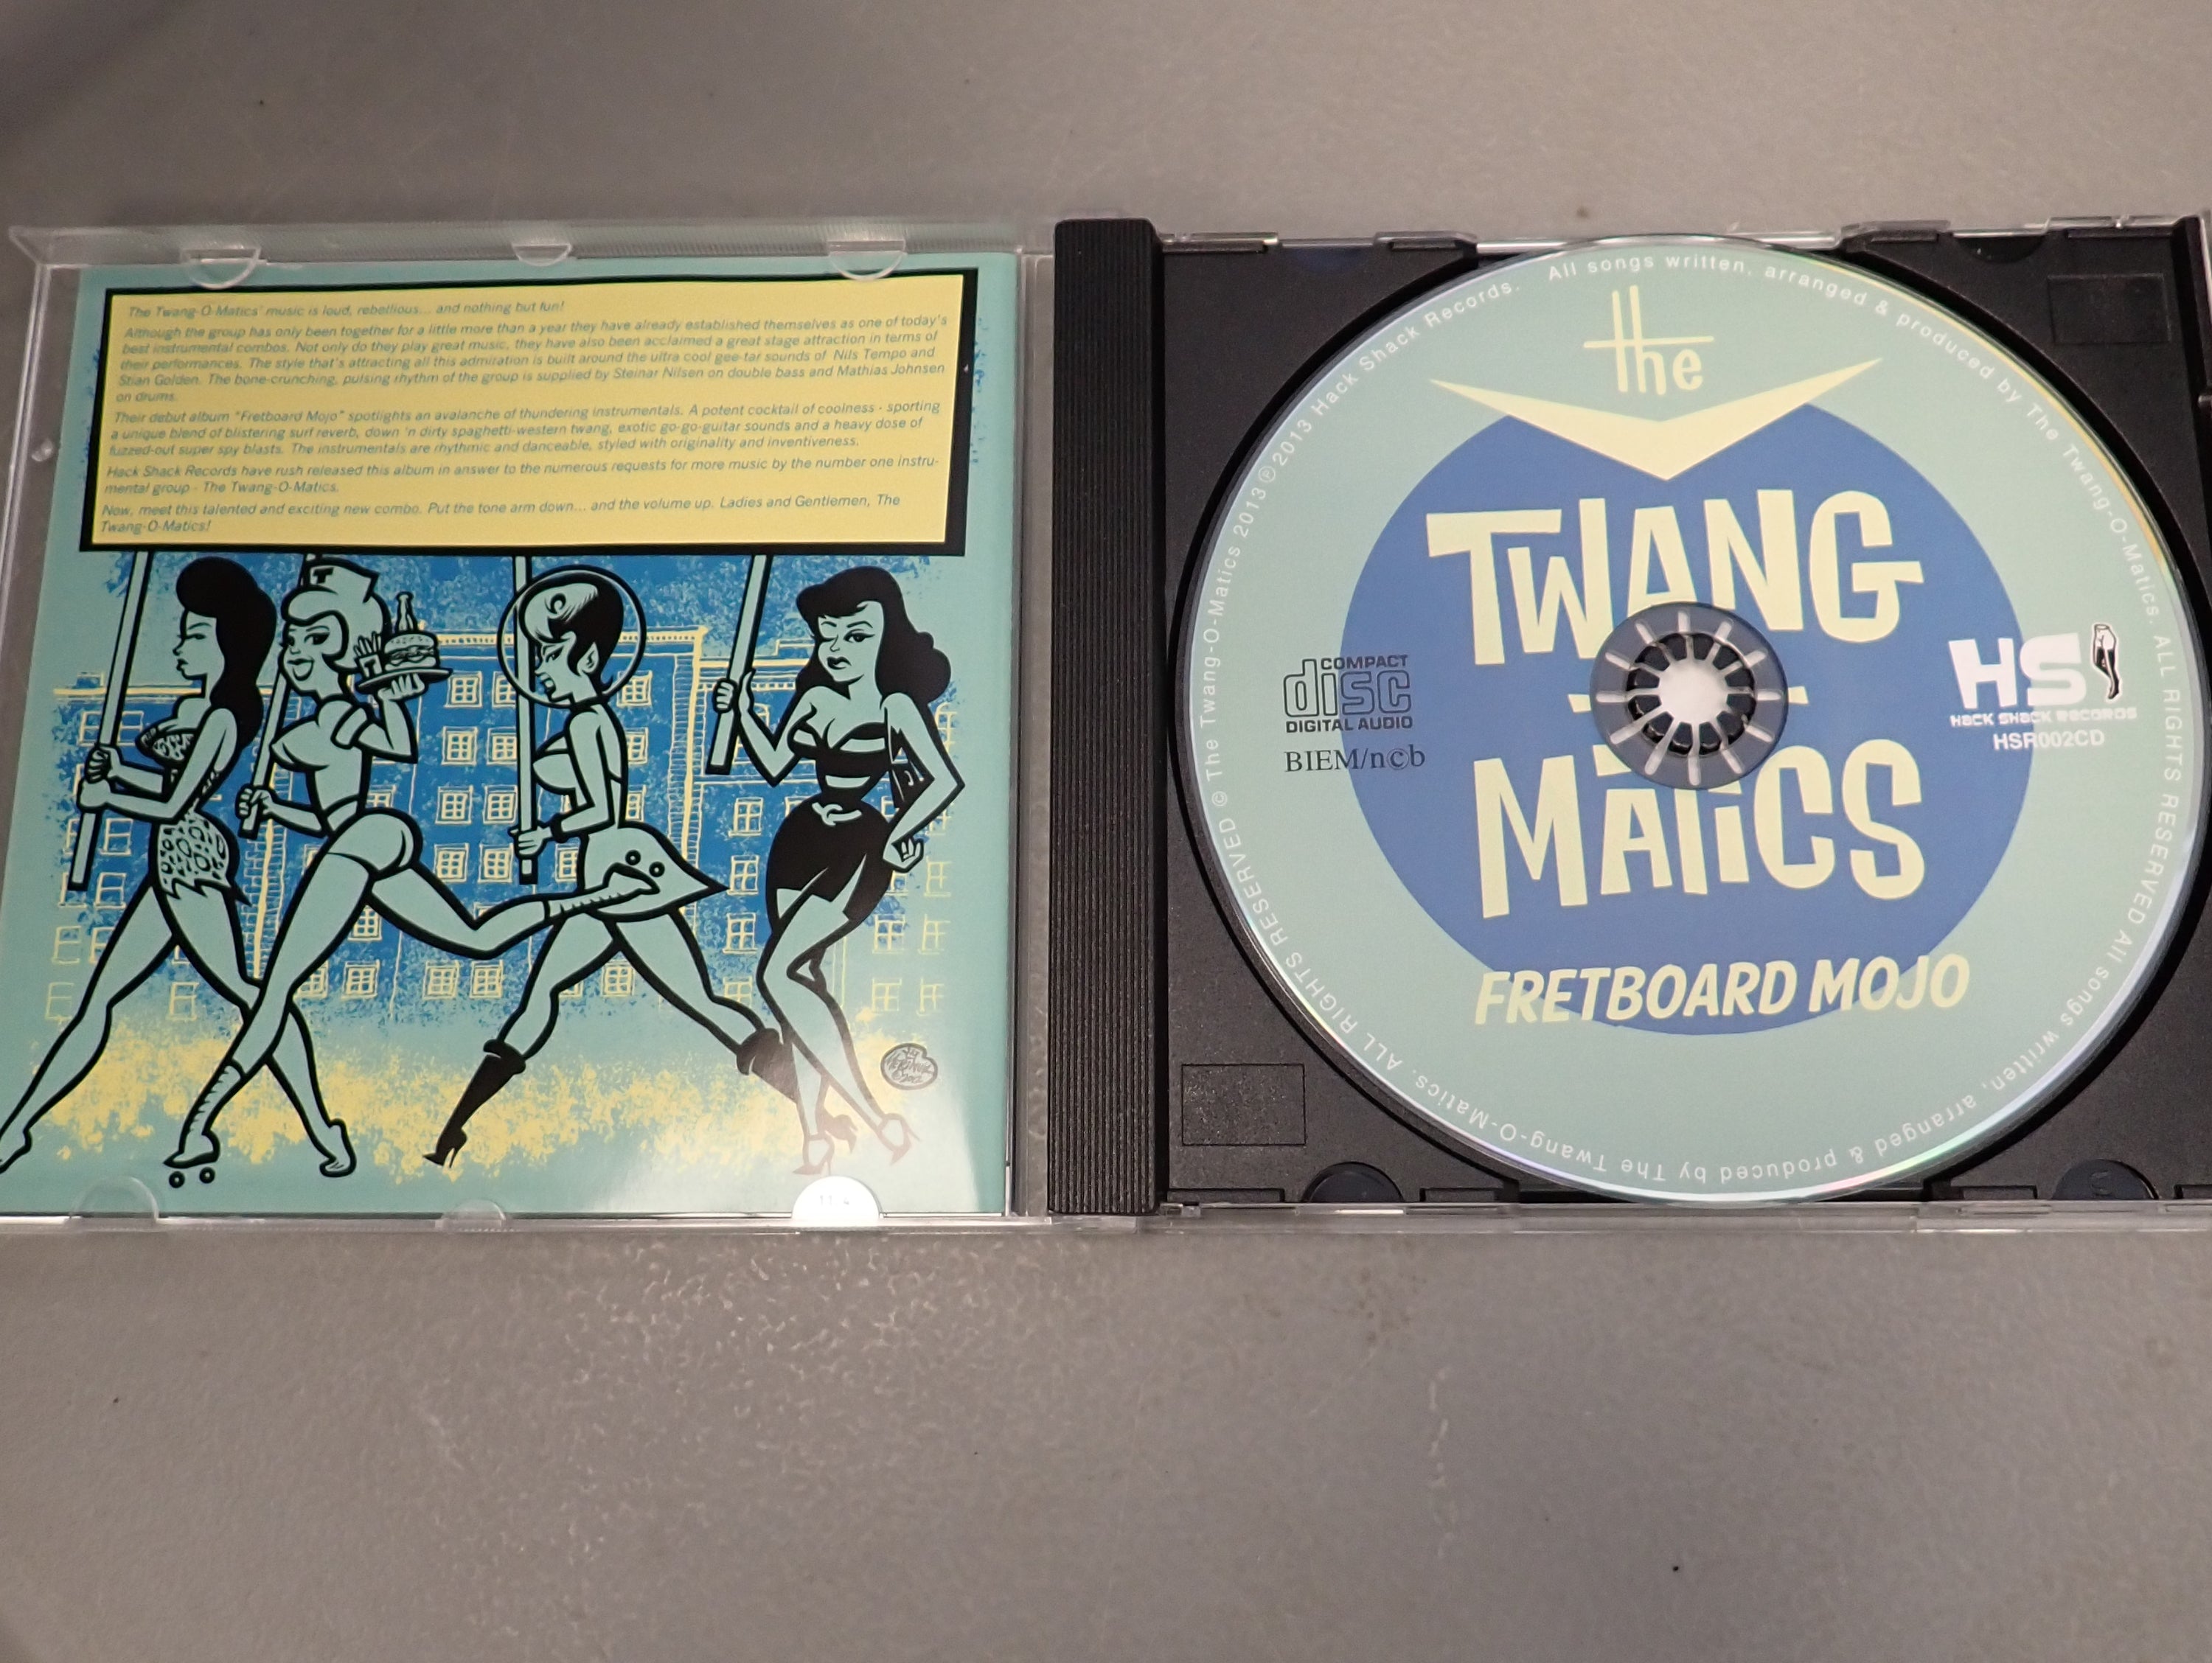 The Twang-O-Matics' music is loud, rebellious... and nothing but fun!
Although the group has only been together for a little more than a year they have already established themselves as one of today's
best instrumental combos. Not only do they play great music, they have also been acclaimed a great stage attraction in terms of
their performances. The style that's attracting all this admiration is built around the ultra cool gee-tar sounds of Nils Tempo and
Stian Golden. The bone-crunching, pulsing rhythm of the group is supplied by Steinar Nilsen on double bass and Mathias Johnsen
on drums.
Their debut album "Fretboard Mojo" spotlights an avalanche of thundering instrumentals. A potent cocktail of coolness - sporting
a unique blend of blistering surf reverb, down 'n dirty spaghetti-western twang, exotic go-go-guitar sounds and a heavy dose of
fuzzed-out super spy blasts. The instrumentals are rhythmic and danceable, styled with originality and inventiveness.
Hack Shack Records have rush released this album in answer to the numerous requests for more music by the number one instru-
mental group - The Twang-O-Matics.
Now, meet this talented and exciting new combo. Put the tone arm down... and the volume up. Ladies and Gentlemen, The
Twang-O-Matics!
T
T
©2012
the
TWANG
MATICS
FRETBOARD MOJO
COMPACT
disc
DIGITAL AUDIO
BIEM/n©b
HS
HACK SHACK RECORDS
HSR002CD
All songs written, arranged & produced by The Twang-O-Matics. ALL RIGHTS RESERVED All songs written, arranged & produced by The Twang-O-Matics. ALL RIGHTS RESERVED © The Twang-O-Matics 2013 ℗ 2013 Hack Shack Records.